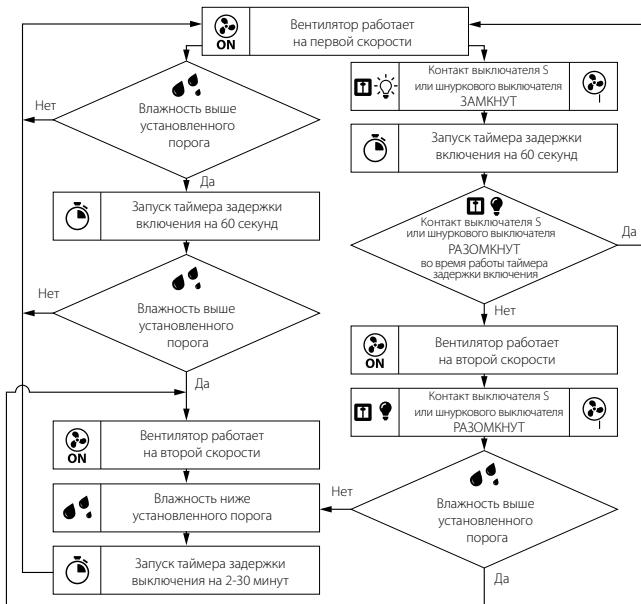 ON
Вентилятор работает
на первой скорости
Нет
Влажность выше
установленного
порога
Да
Запуск таймера задержки
включения на 60 секунд
Нет
Влажность выше
установленного
порога
Да
ON
Вентилятор работает
на второй скорости
Влажность ниже
установленного порога
Запуск таймера задержки
выключения на 2-30 минут
Контакт выключателя S
или шнуркового выключателя
ЗАМКНУТ
Запуск таймера задержки
включения на 60 секунд
Контакт выключателя S
или шнуркового выключателя
РАЗОМКНУТ
во время работы таймера
задержки включения
Да
Нет
ON
Вентилятор работает
на второй скорости
Контакт выключателя S
или шнуркового выключателя
РАЗОМКНУТ
Нет
Влажность выше
установленного
порога
Да